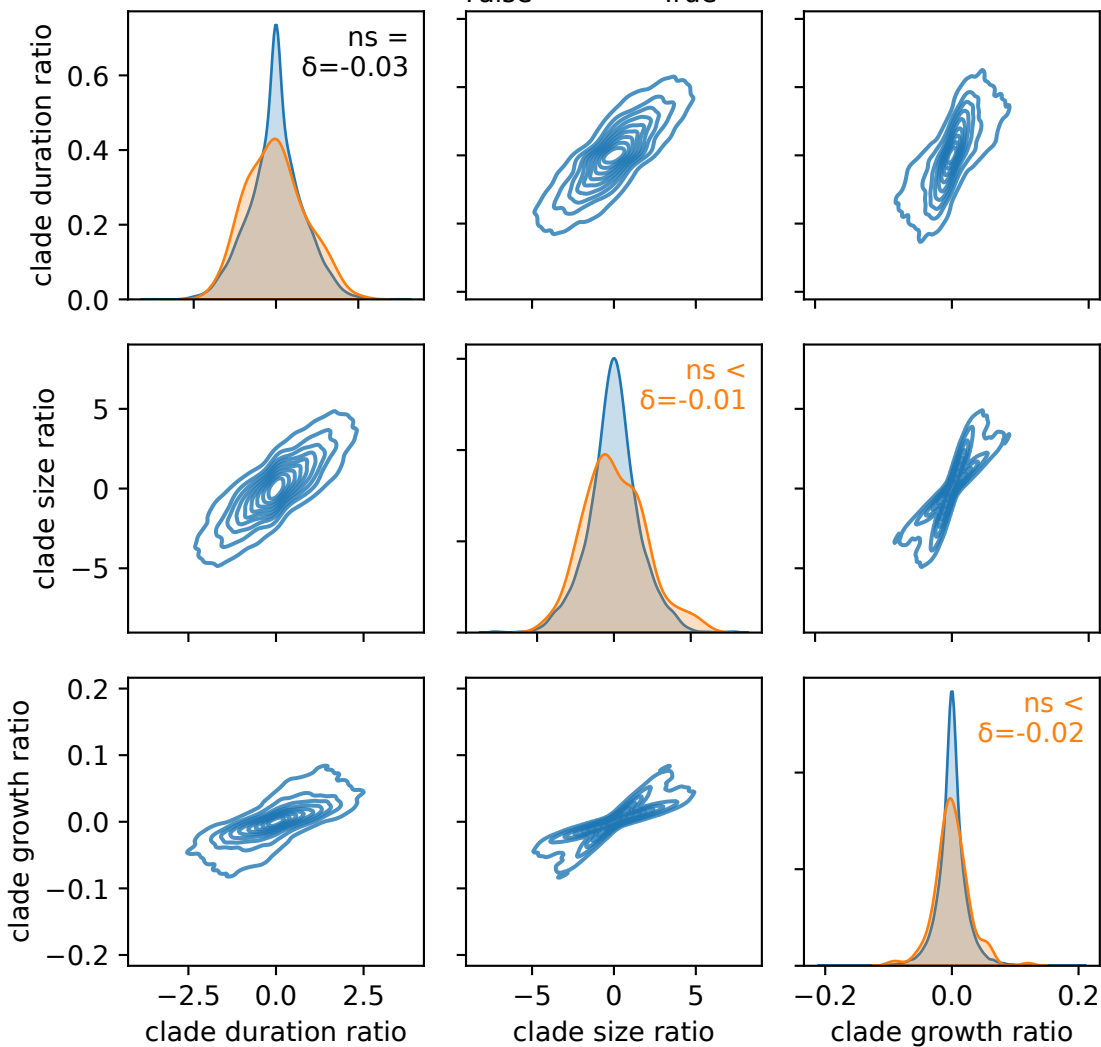 clade duration ratio
0.6
0.4
0.2
0.0
ns =
δ=-0.03
clade size ratio
5
0
−5
ns <
δ=-0.01
clade growth ratio
0.2
0.1
0.0
−0.1
−0.2
ns <
δ=-0.02
−2.5
0.0
2.5
−5
0
5
−0.2
0.0
0.2
clade duration ratio
clade size ratio
clade growth ratio